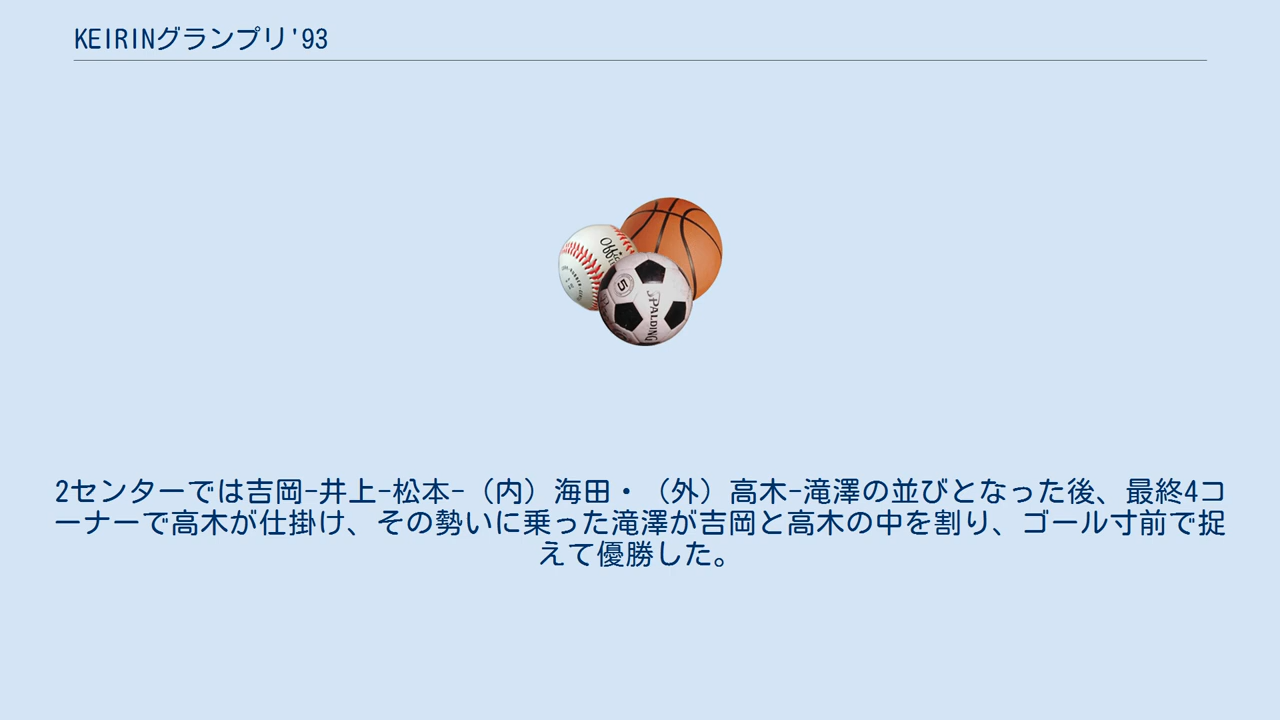 KEIRINグランプリ'93
Offic
5
SPALDING
2センターでは吉岡-井上-松本-（内）海田・（外）高木-滝澤の並びとなった後、最終4コ
ーナーで高木が仕掛け、その勢いに乗った滝澤が吉岡と高木の中を割り、ゴール寸前で捉
えて優勝した。